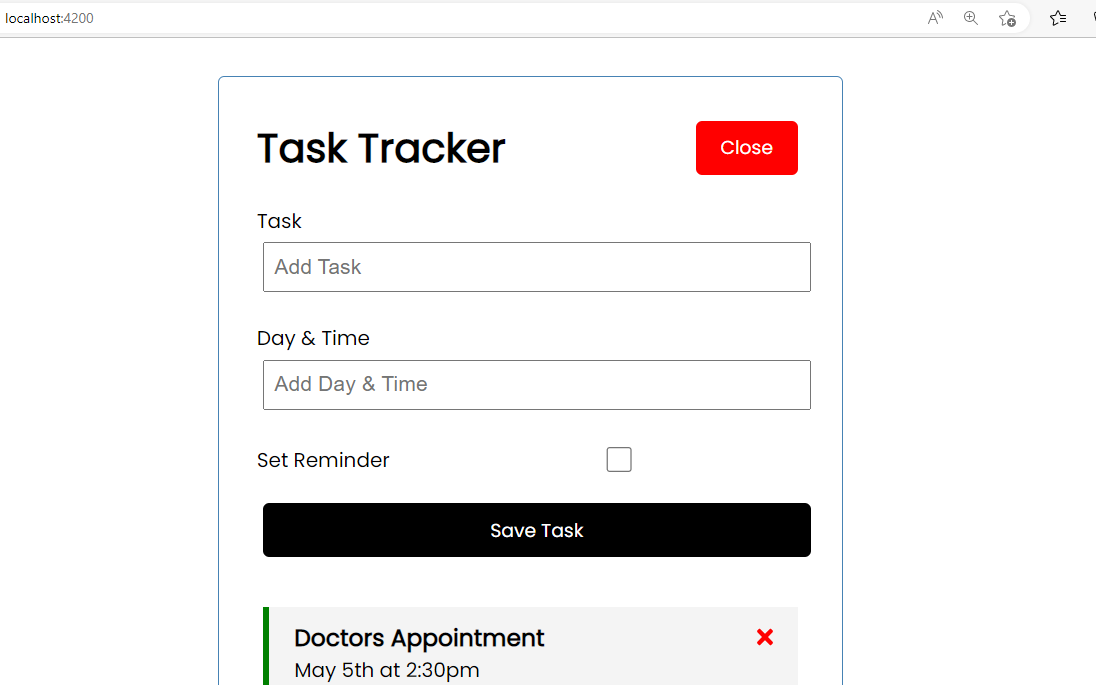 localhost:4200
Task Tracker
Close
Task
Add Task
Day & Time
Add Day & Time
Set Reminder
Save Task
Doctors Appointment
May 5th at 2:30pm